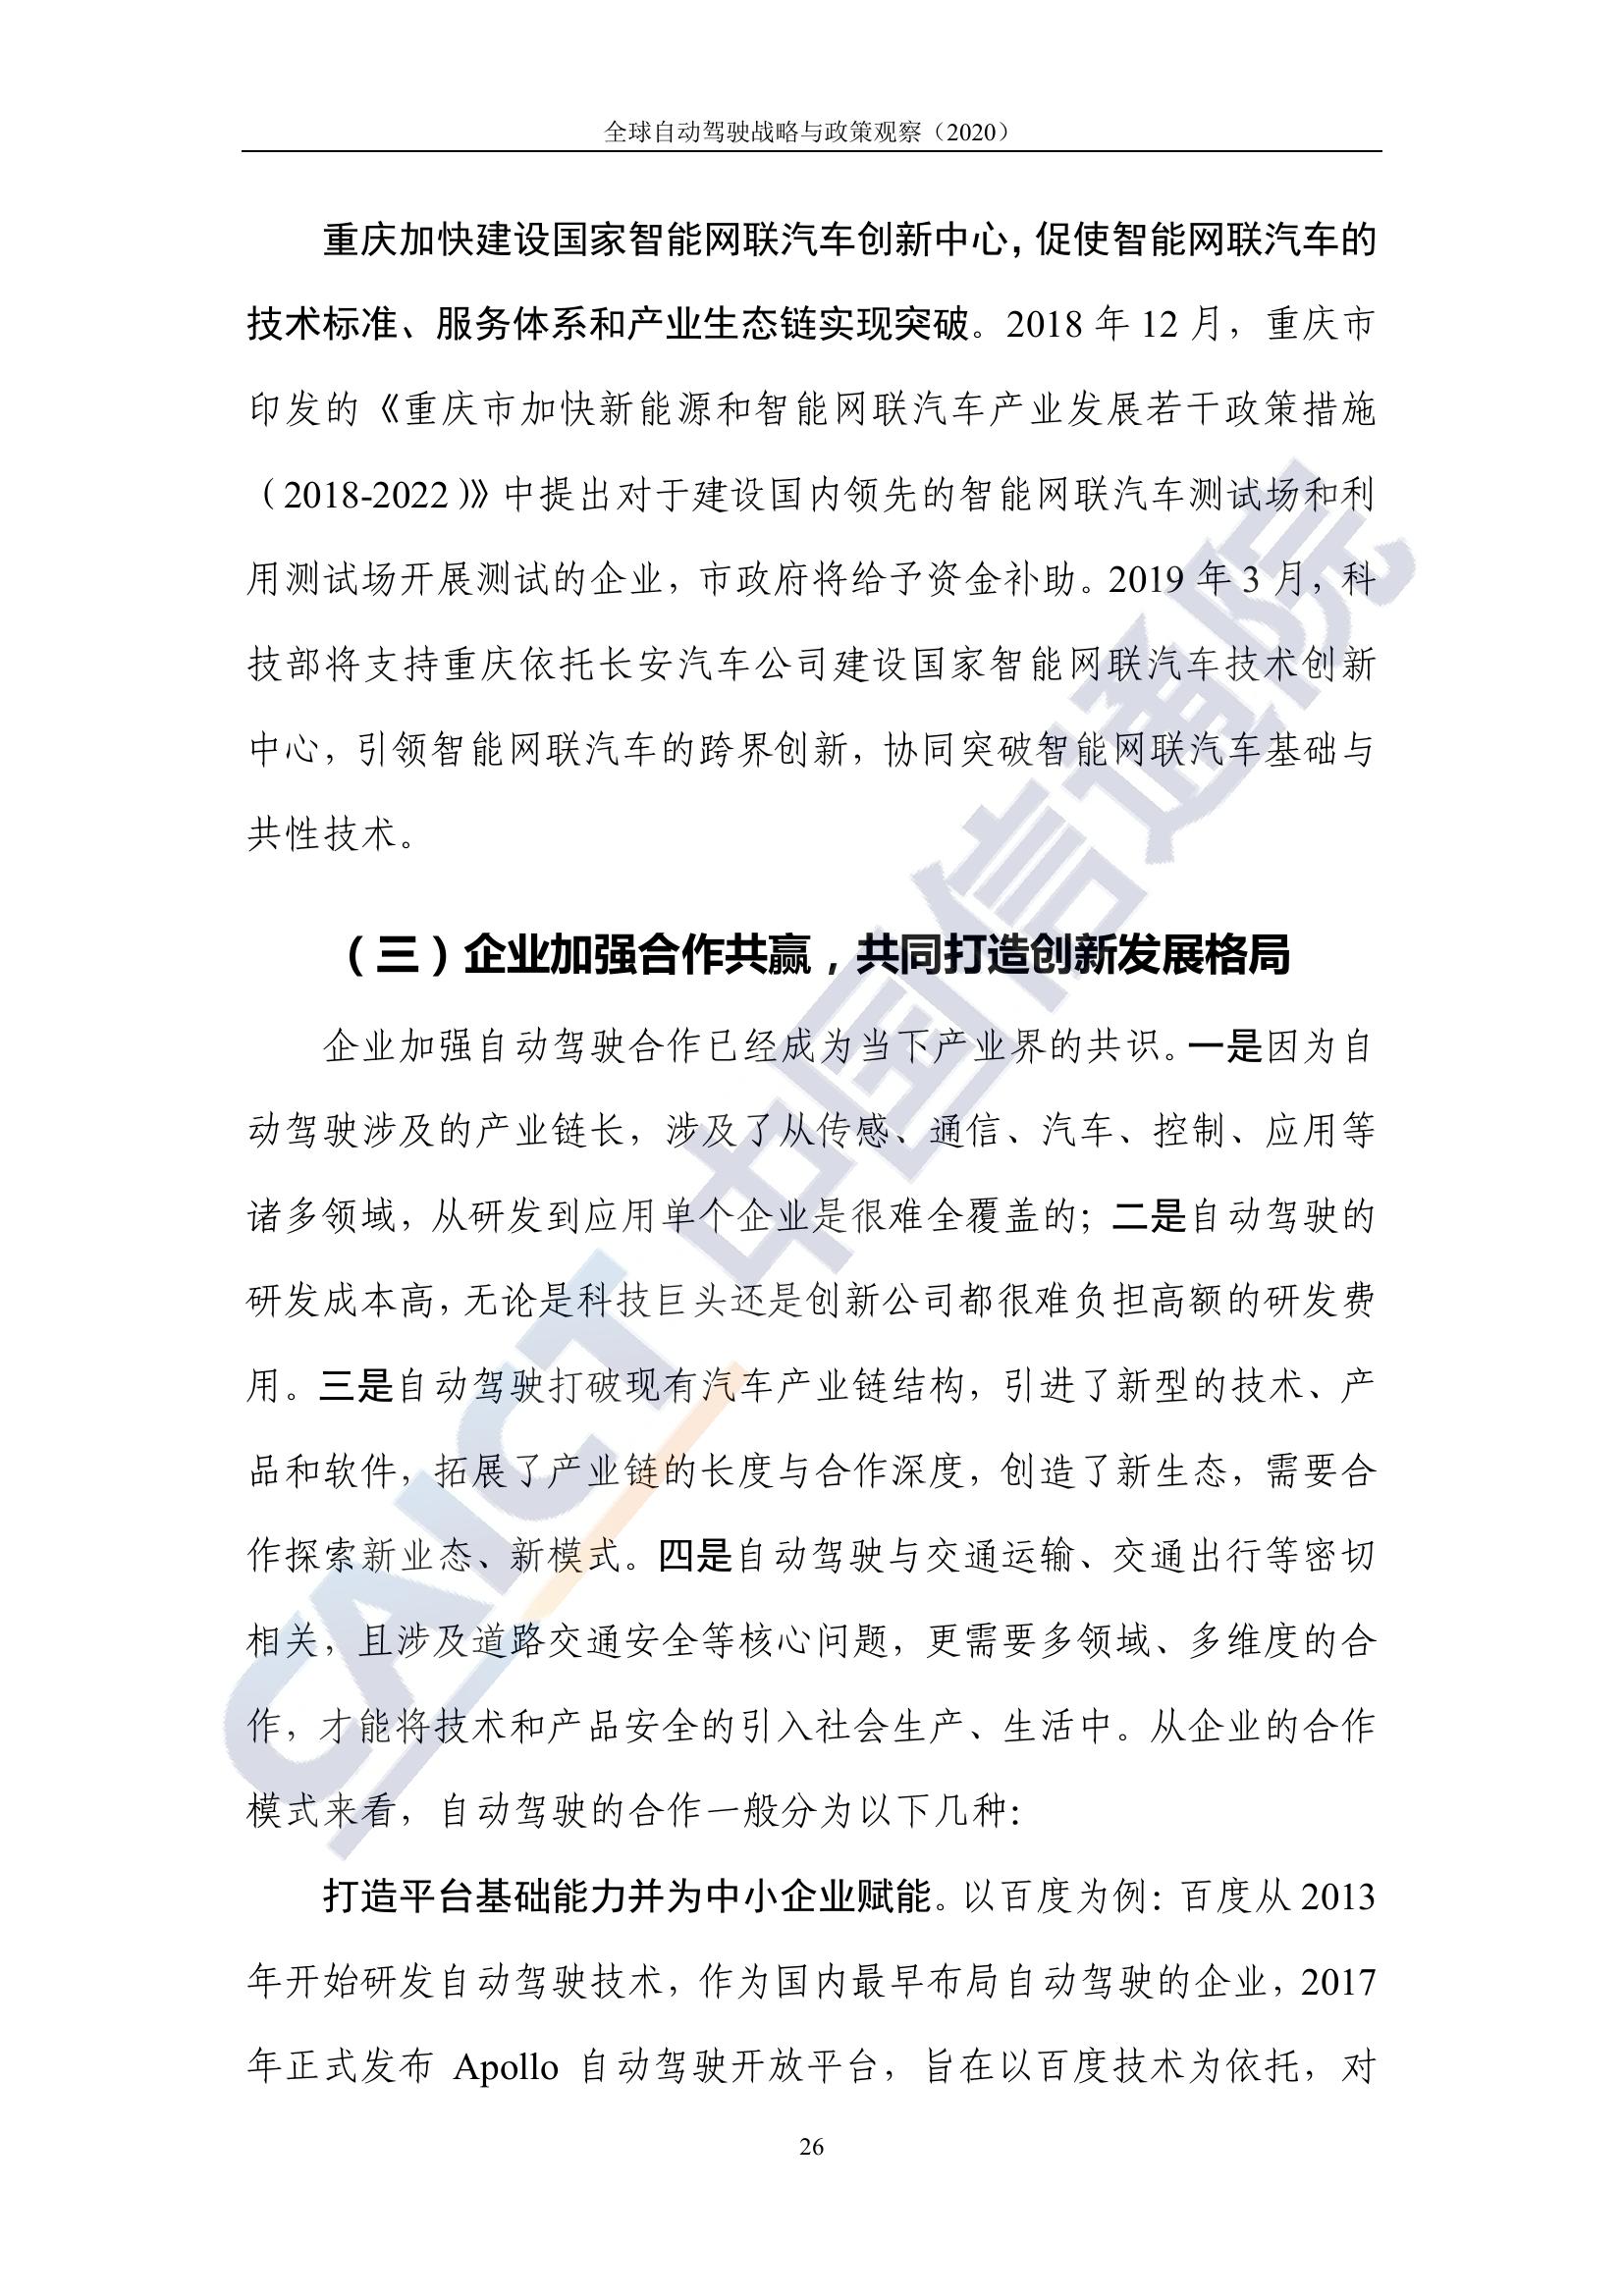 全球自动驾驶战略与政策观察（2020）
重庆加快建设国家智能网联汽车创新中心，促使智能网联汽车的
技术标准、服务体系和产业生态链实现突破。2018 年 12 月，重庆市
印发的《重庆市加快新能源和智能网联汽车产业发展若干政策措施
（2018-2022）》中提出对于建设国内领先的智能网联汽车测试场和利
用测试场开展测试的企业，市政府将给予资金补助。2019 年 3 月，科
技部将支持重庆依托长安汽车公司建设国家智能网联汽车技术创新
中心，引领智能网联汽车的跨界创新，协同突破智能网联汽车基础与
共性技术。
（三）企业加强合作共赢，共同打造创新发展格局
企业加强自动驾驶合作已经成为当下产业界的共识。一是因为自
动驾驶涉及的产业链长，涉及了从传感、通信、汽车、控制、应用等
诸多领域，从研发到应用单个企业是很难全覆盖的；二是自动驾驶的
研发成本高，无论是科技巨头还是创新公司都很难负担高额的研发费
用。三是自动驾驶打破现有汽车产业链结构，引进了新型的技术、产
品和软件，拓展了产业链的长度与合作深度，创造了新生态，需要合
作探索新业态、新模式。四是自动驾驶与交通运输、交通出行等密切
相关，且涉及道路交通安全等核心问题，更需要多领域、多维度的合
作，才能将技术和产品安全的引入社会生产、生活中。从企业的合作
模式来看，自动驾驶的合作一般分为以下几种：
打造平台基础能力并为中小企业赋能。以百度为例：百度从 2013
年开始研发自动驾驶技术，作为国内最早布局自动驾驶的企业，2017
年正式发布 Apollo 自动驾驶开放平台，旨在以百度技术为依托，对
26
CAICT 中国信通院